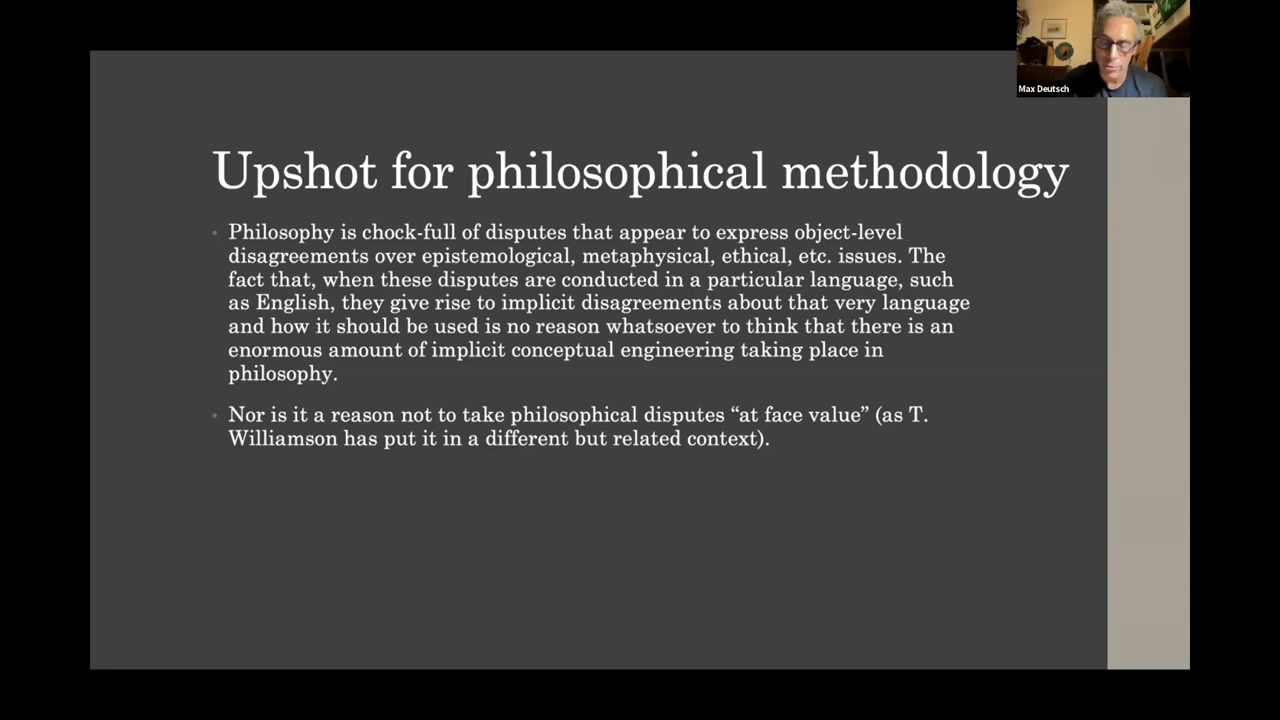 Max Deutsch
Upshot for philosophical methodology
• Philosophy is chock-full of disputes that appear to express object-level
disagreements over epistemological, metaphysical, ethical, etc. issues. The
fact that, when these disputes are conducted in a particular language, such
as English, they give rise to implicit disagreements about that very language
and how it should be used is no reason whatsoever to think that there is an
enormous amount of implicit conceptual engineering taking place in
philosophy.
• Nor is it a reason not to take philosophical disputes “at face value” (as T.
Williamson has put it in a different but related context).